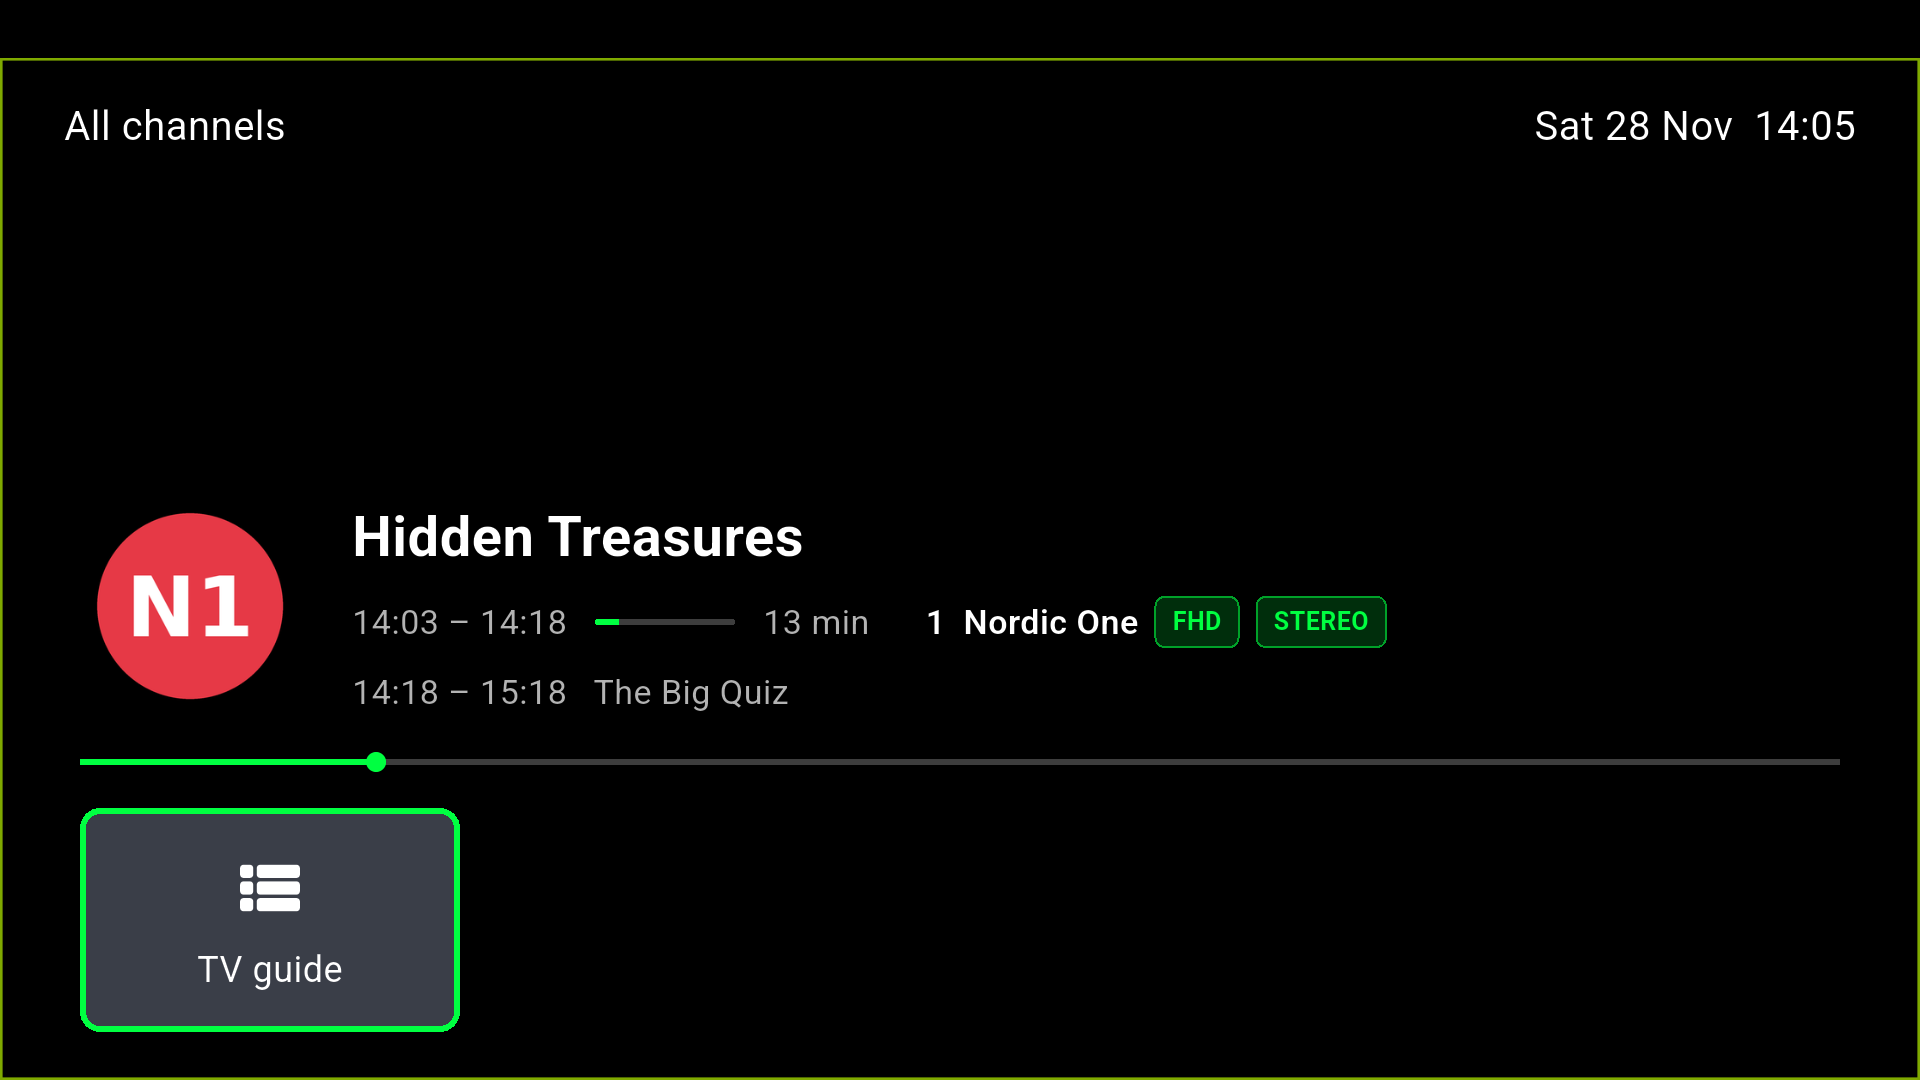 All channels
Sat 28 Nov 14:05
N1
Hidden Treasures
14:03 – 14:18 13 min 1 Nordic One FHD STEREO
14:18 – 15:18 The Big Quiz
TV guide